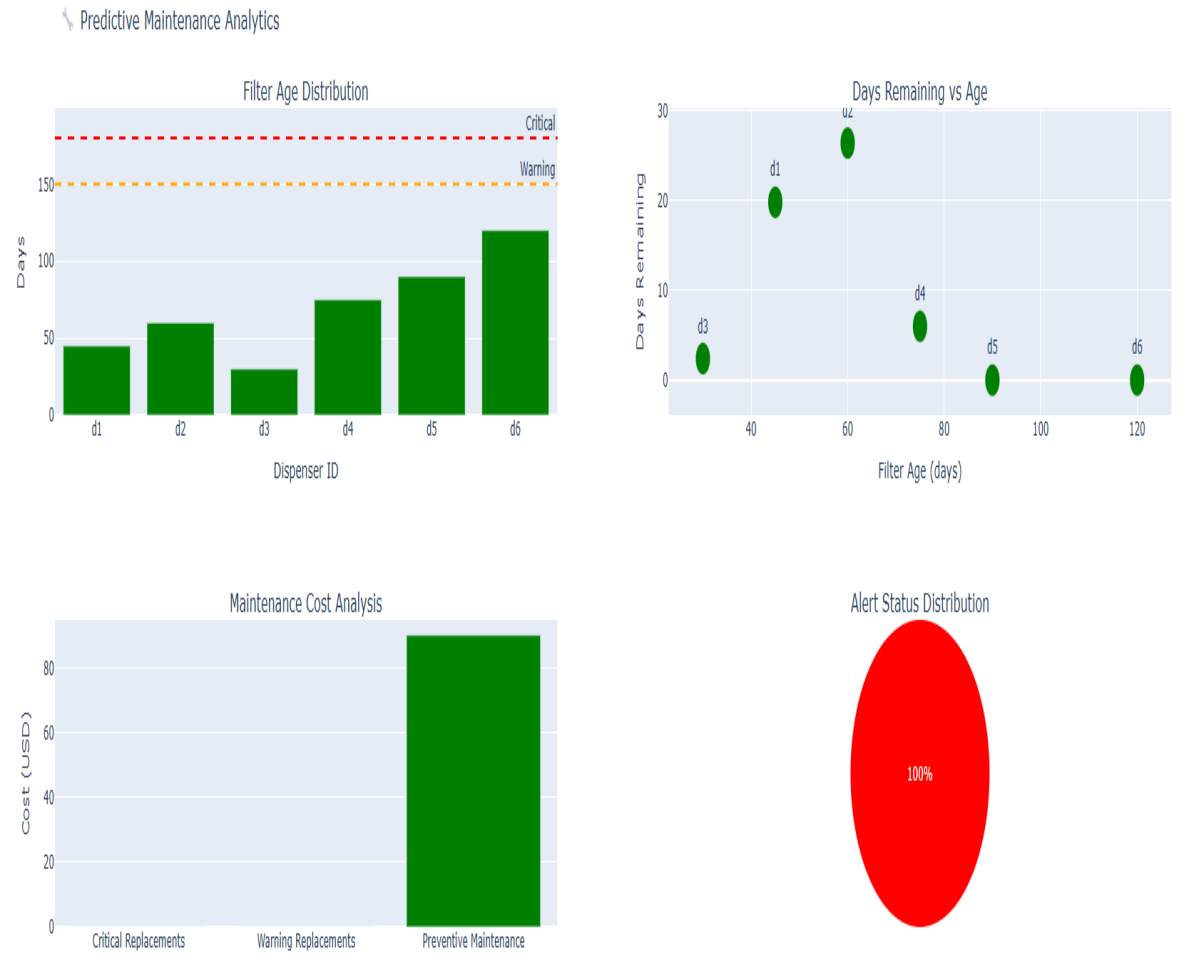 🔧 Predictive Maintenance Analytics
Filter Age Distribution
Critical
Warning
150
100
50
0
Days
d1 d2 d3 d4 d5 d6
Dispenser ID
Days Remaining vs Age
30
20
10
0
Days Remaining
d1
d2
d3
d4
d5
d6
40 60 80 100 120
Filter Age (days)
Maintenance Cost Analysis
80
60
40
20
0
Cost (USD)
Critical Replacements Warning Replacements Preventive Maintenance
Alert Status Distribution
100%